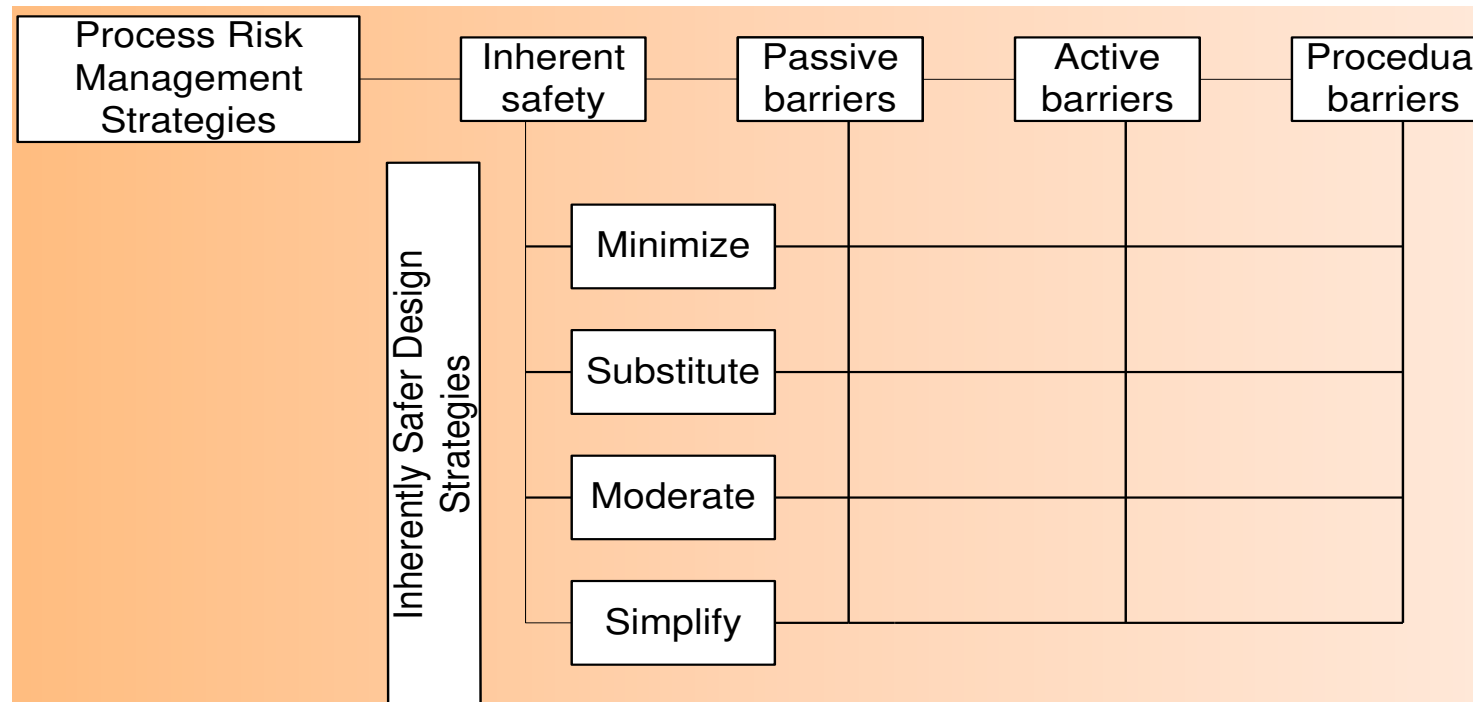 Process Risk
Management
Strategies
Inherent
safety
Passive
barriers
Active
barriers
Procedua
barriers
Inherently Safer Design
Strategies
Minimize
Substitute
Moderate
Simplify